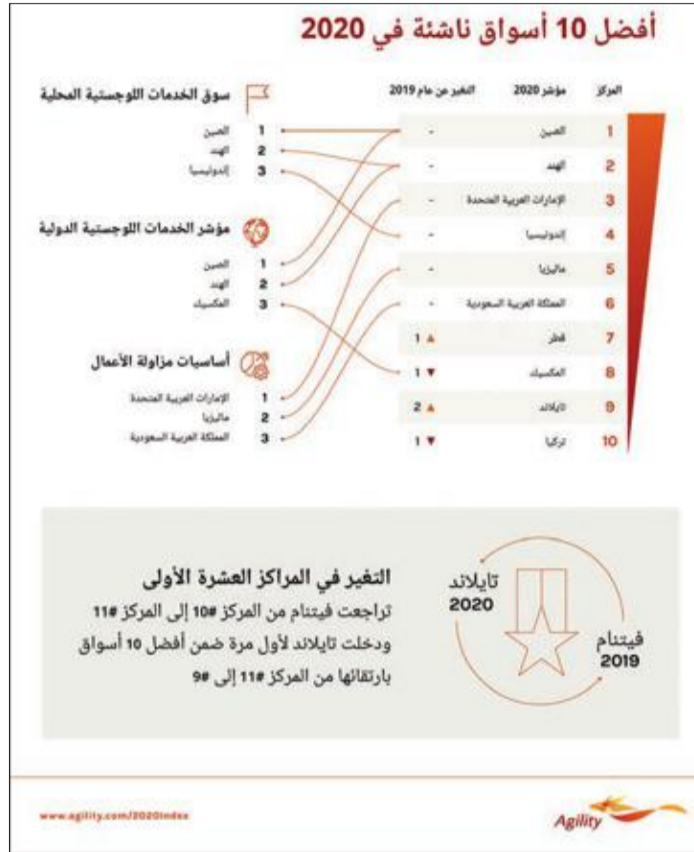 أفضل 10 أسواق ناشئة في 2020
المركز مؤشر 2020 التغير عن عام 2019
1 الصين -
2 الهند -
3 الإمارات العربية المتحدة -
4 إندونيسيا -
5 ماليزيا -
6 المملكة العربية السعودية -
7 قطر ▲ 1
8 المكسيك ▼ 1
9 تايلاند ▲ 2
10 تركيا ▼ 1
سوق الخدمات اللوجستية المحلية
1 الصين
2 الهند
3 إندونيسيا
مؤشر الخدمات اللوجستية الدولية
1 الصين
2 الهند
3 المكسيك
أساسيات مزاولة الأعمال
1 الإمارات العربية المتحدة
2 ماليزيا
3 المملكة العربية السعودية
تايلاند
2020
فيتنام
2019
التغير في المراكز العشرة الأولى
تراجعت فيتنام من المركز #10 إلى المركز #11
ودخلت تايلاند لأول مرة ضمن أفضل 10 أسواق
بارتقائها من المركز #11 إلى #9
www.agility.com/2020Index
Agility